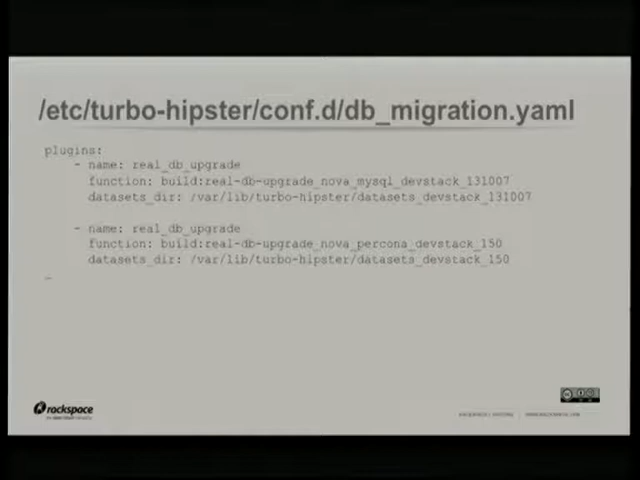 /etc/turbo-hipster/conf.d/db_migration.yaml
plugins:
- name: real_db_upgrade
function: build:real-db-upgrade_nova_mysql_devstack_131007
datasets_dir: /var/lib/turbo-hipster/datasets_devstack_131007
- name: real_db_upgrade
function: build:real-db-upgrade_nova_percona_devstack_150
datasets_dir: /var/lib/turbo-hipster/datasets_devstack_150
rackspace